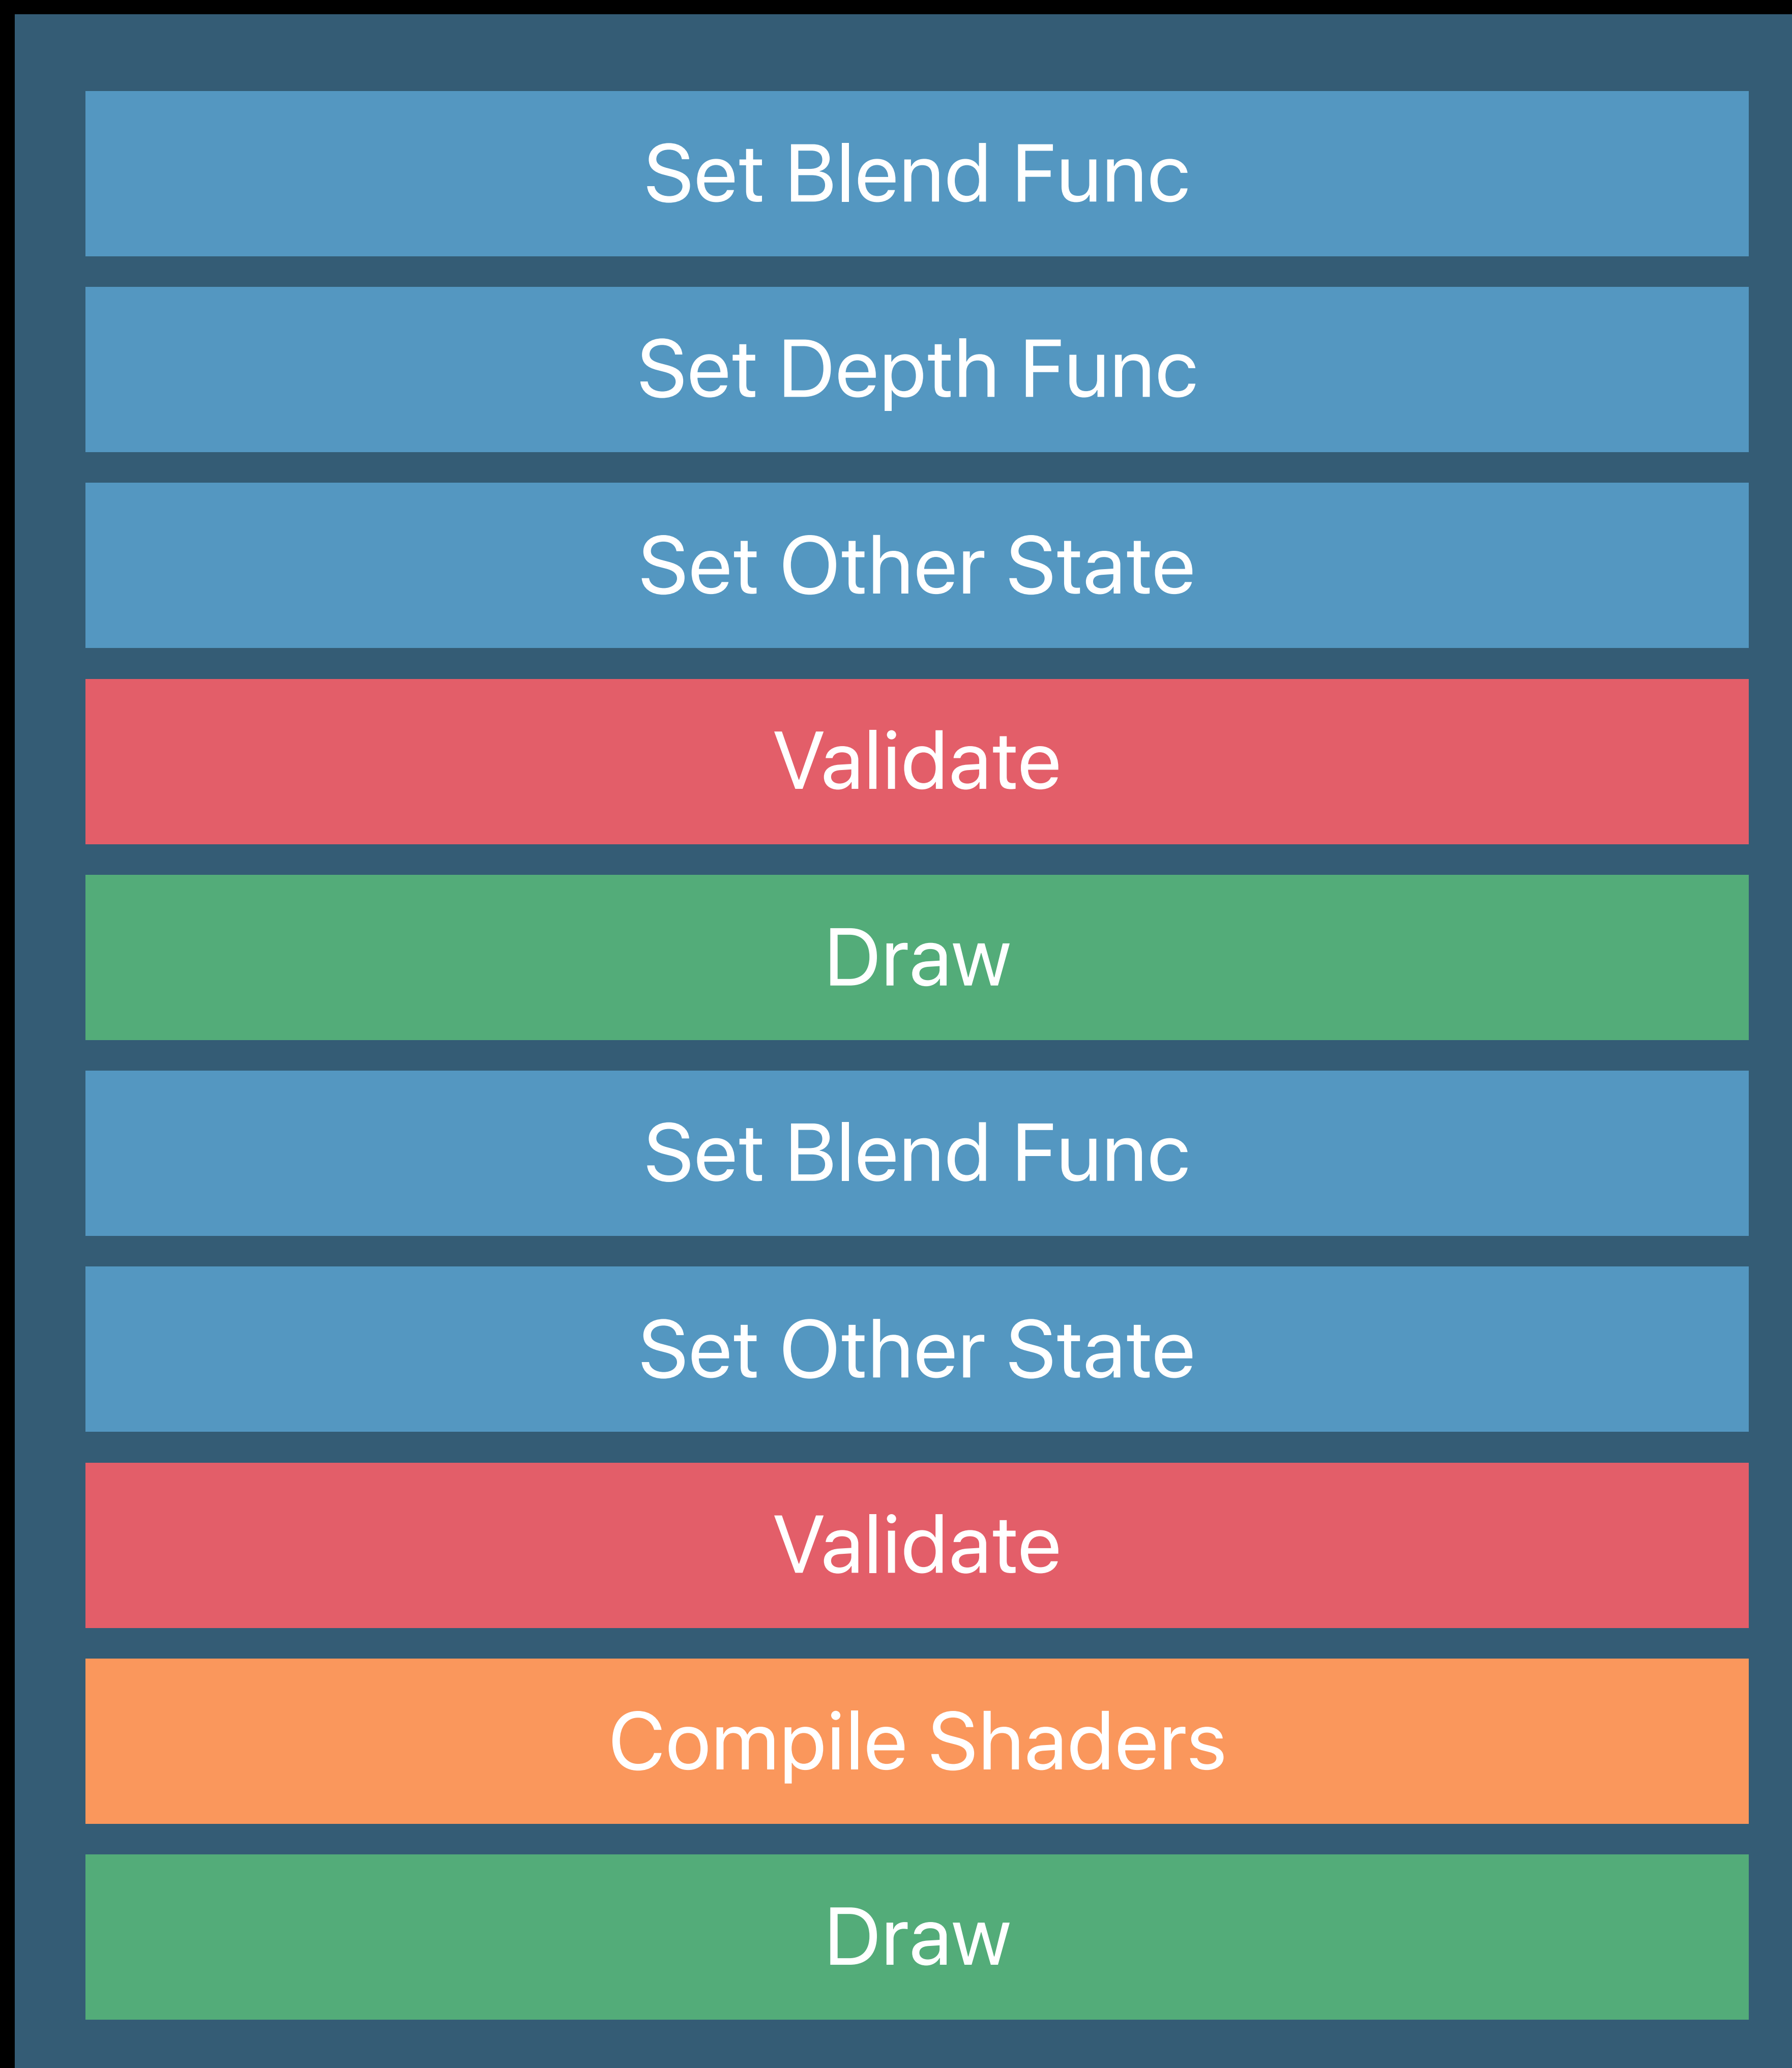 Set Blend Func
Set Depth Func
Set Other State
Validate
Draw
Set Blend Func
Set Other State
Validate
Compile Shaders
Draw